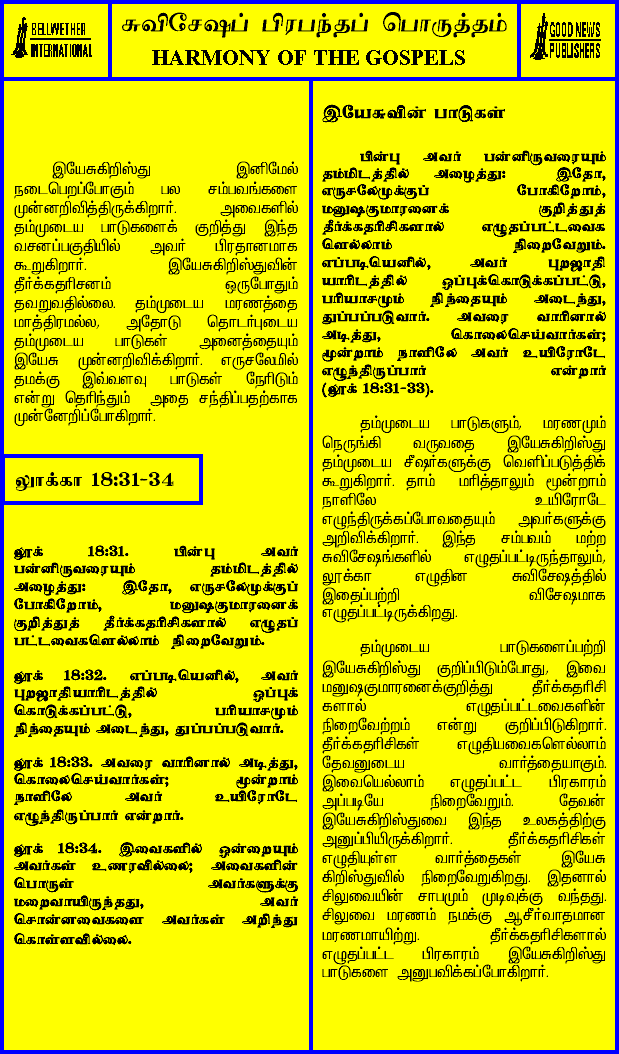 BELLWETHER
INTERNATIONAL
சுவிசேஷப் பிரபந்தப் பொருத்தம்
HARMONY OF THE GOSPELS
GOOD NEWS
PUBLISHERS
இயேசுகிறிஸ்து இனிமேல்
நடைபெறப்போகும் பல சம்பவங்களை
முன்னறிவித்திருக்கிறார். அவைகளில்
தம்முடைய பாடுகளைக் குறித்து இந்த
வசனப்பகுதியில் அவர் பிரதானமாக
கூறுகிறார். இயேசுகிறிஸ்துவின்
தீர்க்கதரிசனம் ஒருபோதும்
தவறுவதில்லை. தம்முடைய மரணத்தை
மாத்திரமல்ல, அதோடு தொடர்புடைய
தம்முடைய பாடுகள் அனைத்தையும்
இயேசு முன்னறிவிக்கிறார். எருசலேமில்
தமக்கு இவ்வளவு பாடுகள் நேரிடும்
என்று தெரிந்தும் அதை சந்திப்பதற்காக
முன்னேறிப்போகிறார்.
லூக்கா 18:31-34
லூக் 18:31. பின்பு அவர்
பன்னிருவரையும் தம்மிடத்தில்
அழைத்து: இதோ, எருசலேமுக்குப்
போகிறோம், மனுஷகுமாரனைக்
குறித்துத் தீர்க்கதரிசிகளால் எழுதப்
பட்டவைகளெல்லாம் நிறைவேறும்.
லூக் 18:32. எப்படியெனில், அவர்
புறஜாதியாரிடத்தில் ஒப்புக்
கொடுக்கப்பட்டு, பரியாசமும்
நிந்தையும் அடைந்து, துப்பப்படுவார்.
லூக் 18:33. அவரை வாரினால் அடித்து,
கொலைசெய்வார்கள்; மூன்றாம்
நாளிலே அவர் உயிரோடே
எழுந்திருப்பார் என்றார்.
லூக் 18:34. இவைகளில் ஒன்றையும்
அவர்கள் உணரவில்லை; அவைகளின்
பொருள் அவர்களுக்கு
மறைவாயிருந்தது, அவர்
சொன்னவைகளை அவர்கள் அறிந்து
கொள்ளவில்லை.
இயேசுவின் பாடுகள்
பின்பு அவர் பன்னிருவரையும்
தம்மிடத்தில் அழைத்து: இதோ,
எருசலேமுக்குப் போகிறோம்,
மனுஷகுமாரனைக் குறித்துத்
தீர்க்கதரிசிகளால் எழுதப்பட்டவைக
ளெல்லாம் நிறைவேறும்.
எப்படியெனில், அவர் புறஜாதி
யாரிடத்தில் ஒப்புக்கொடுக்கப்பட்டு,
பரியாசமும் நிந்தையும் அடைந்து,
துப்பப்படுவார். அவரை வாரினால்
அடித்து, கொலைசெய்வார்கள்;
மூன்றாம் நாளிலே அவர் உயிரோடே
எழுந்திருப்பார் என்றார்
(லூக் 18:31-33).
தம்முடைய பாடுகளும், மரணமும்
நெருங்கி வருவதை இயேசுகிறிஸ்து
தம்முடைய சீஷர்களுக்கு வெளிப்படுத்திக்
கூறுகிறார். தாம் மரித்தாலும் மூன்றாம்
நாளிலே உயிரோடே
எழுந்திருக்கப்போவதையும் அவர்களுக்கு
அறிவிக்கிறார். இந்த சம்பவம் மற்ற
சுவிசேஷங்களில் எழுதப்பட்டிருந்தாலும்,
லூக்கா எழுதின சுவிசேஷத்தில்
இதைப்பற்றி விசேஷமாக
எழுதப்பட்டிருக்கிறது.
தம்முடைய பாடுகளைப்பற்றி
இயேசுகிறிஸ்து குறிப்பிடும்போது, இவை
மனுஷகுமாரனைக்குறித்து தீர்க்கதரிசி
களால் எழுதப்பட்டவைகளின்
நிறைவேற்றம் என்று குறிப்பிடுகிறார்.
தீர்க்கதரிசிகள் எழுதியவைகளெல்லாம்
தேவனுடைய வார்த்தையாகும்.
இவையெல்லாம் எழுதப்பட்ட பிரகாரம்
அப்படியே நிறைவேறும். தேவன்
இயேசுகிறிஸ்துவை இந்த உலகத்திற்கு
அனுப்பியிருக்கிறார். தீர்க்கதரிசிகள்
எழுதியுள்ள வார்த்தைகள் இயேசு
கிறிஸ்துவில் நிறைவேறுகிறது. இதனால்
சிலுவையின் சாபமும் முடிவுக்கு வந்தது.
சிலுவை மரணம் நமக்கு ஆசீர்வாதமான
மரணமாயிற்று. தீர்க்கதரிசிகளால்
எழுதப்பட்ட பிரகாரம் இயேசுகிறிஸ்து
பாடுகளை அனுபவிக்கப்போகிறார்.